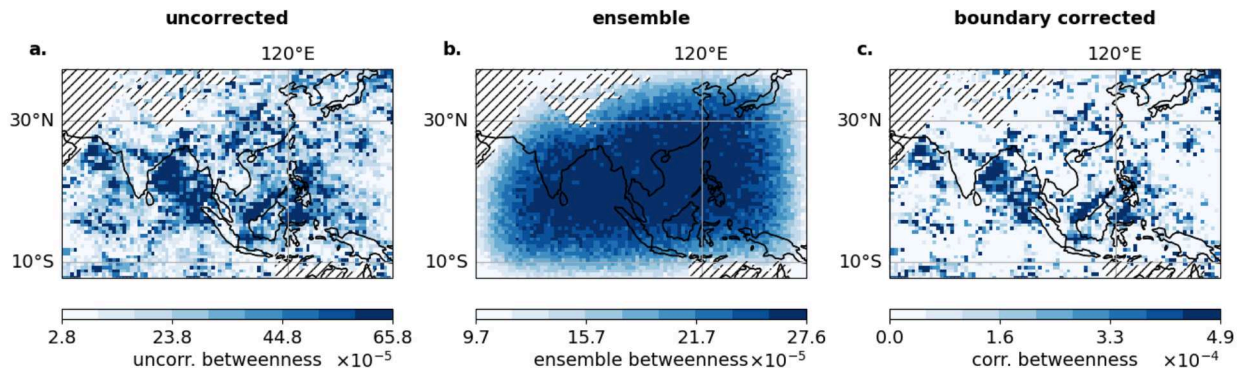 uncorrected
ensemble
boundary corrected
a.
b.
c.
120°E
120°E
120°E
30°N
30°N
30°N
10°S
10°S
10°S
2.8 23.8 44.8 65.8
9.7 15.7 21.7 27.6
0.0 1.6 3.3 4.9
uncorr. betweenness ×10⁻⁵
ensemble betweenness ×10⁻⁵
corr. betweenness ×10⁻⁴